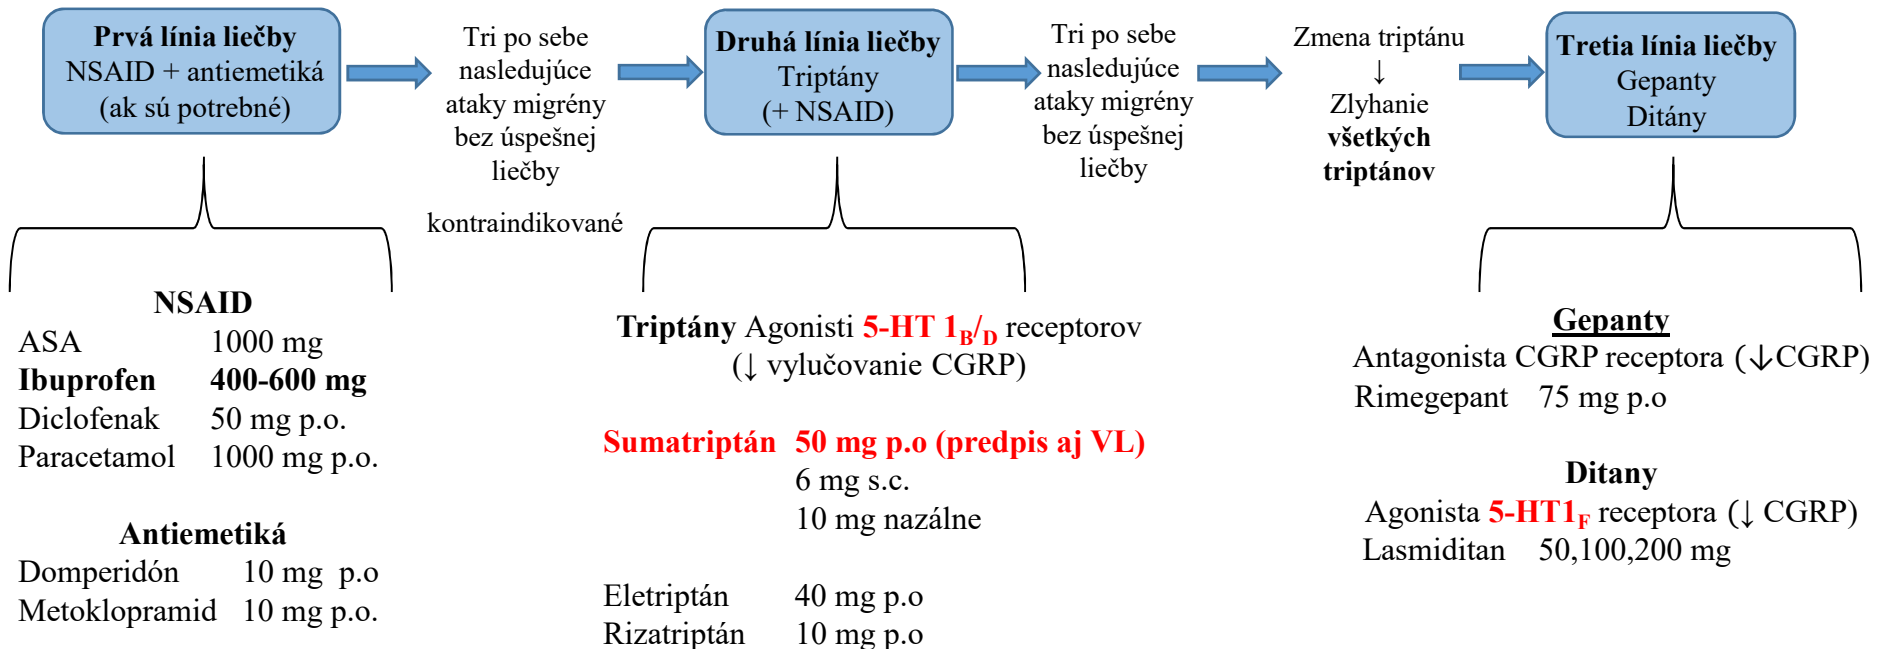 Prvá línia liečby
NSAID + antiemetiká
(ak sú potrebné)
Tri po sebe
nasledujúce
ataky migrény
bez úspešnej
liečby
kontraindikované
Druhá línia liečby
Triptány
(+ NSAID)
Tri po sebe
nasledujúce
ataky migrény
bez úspešnej
liečby
Zmena triptánu
↓
Zlyhanie
všetkých
triptánov
Tretia línia liečby
Gepanty
Ditány
NSAID
ASA 1000 mg
Ibuprofen 400-600 mg
Diclofenak 50 mg p.o.
Paracetamol 1000 mg p.o.
Antiemetiká
Domperidón 10 mg p.o
Metoklopramid 10 mg p.o.
Triptány Agonisti 5-HT 1B/D receptorov
(↓ vylučovanie CGRP)
Sumatriptán 50 mg p.o (predpis aj VL)
6 mg s.c.
10 mg nazálne
Eletriptán 40 mg p.o
Rizatriptán 10 mg p.o
Gepanty
Antagonista CGRP receptora (↓CGRP)
Rimegepant 75 mg p.o
Ditany
Agonista 5-HT1F receptora (↓ CGRP)
Lasmiditan 50,100,200 mg